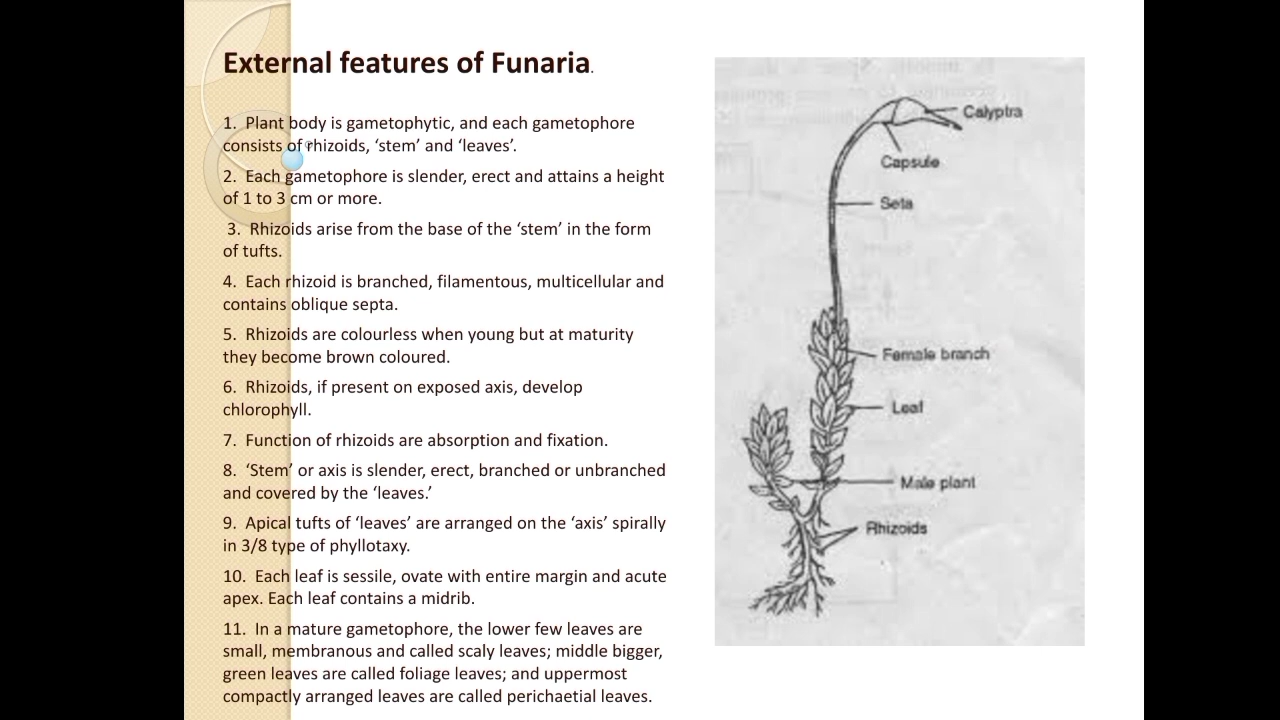 External features of Funaria.
1. Plant body is gametophytic, and each gametophore
consists of rhizoids, ‘stem’ and ‘leaves’.
2. Each gametophore is slender, erect and attains a height
of 1 to 3 cm or more.
3. Rhizoids arise from the base of the ‘stem’ in the form
of tufts.
4. Each rhizoid is branched, filamentous, multicellular and
contains oblique septa.
5. Rhizoids are colourless when young but at maturity
they become brown coloured.
6. Rhizoids, if present on exposed axis, develop
chlorophyll.
7. Function of rhizoids are absorption and fixation.
8. ‘Stem’ or axis is slender, erect, branched or unbranched
and covered by the ‘leaves.’
9. Apical tufts of ‘leaves’ are arranged on the ‘axis’ spirally
in 3/8 type of phyllotaxy.
10. Each leaf is sessile, ovate with entire margin and acute
apex. Each leaf contains a midrib.
11. In a mature gametophore, the lower few leaves are
small, membranous and called scaly leaves; middle bigger,
green leaves are called foliage leaves; and uppermost
compactly arranged leaves are called perichaetial leaves.
Calyptra
Capsule
Seta
Female branch
Leaf
Male plant
Rhizoids